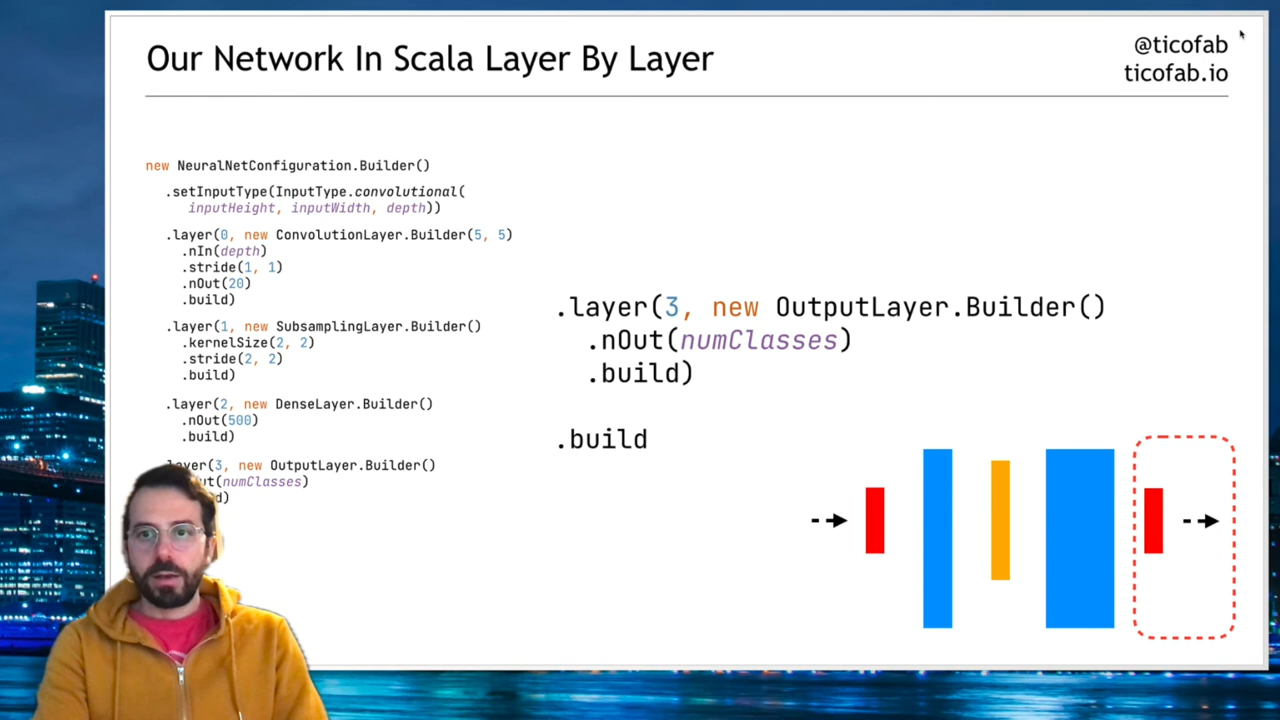 Our Network In Scala Layer By Layer
@ticofab
ticofab.io
new NeuralNetConfiguration.Builder()
.setInputType(InputType.convolutional(
inputHeight, inputWidth, depth))
.layer(0, new ConvolutionLayer.Builder(5, 5)
.nIn(depth)
.stride(1, 1)
.nOut(20)
.build)
.layer(1, new SubsamplingLayer.Builder()
.kernelSize(2, 2)
.stride(2, 2)
.build)
.layer(2, new DenseLayer.Builder()
.nOut(500)
.build)
layer(3, new OutputLayer.Builder()
ut(numClasses)
d)
.layer(3, new OutputLayer.Builder()
.nOut(numClasses)
.build)
.build